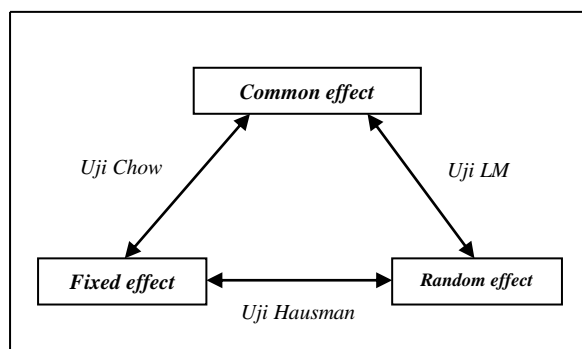 Common effect
Uji Chow
Uji LM
Fixed effect
Random effect
Uji Hausman